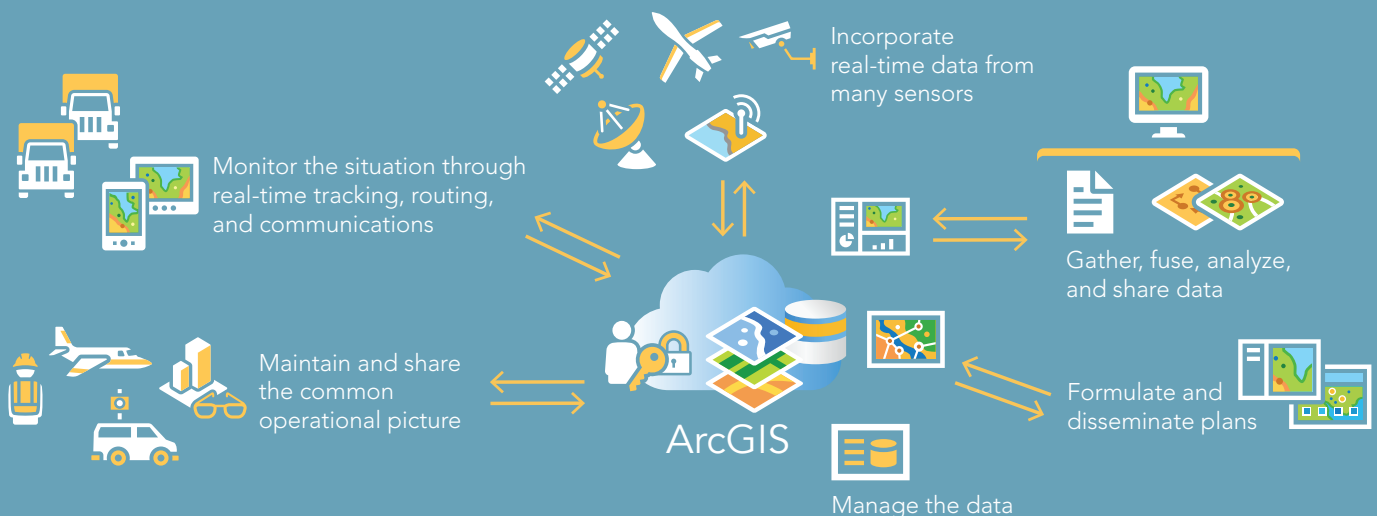 Incorporate
real-time data from
many sensors
Monitor the situation through
real-time tracking, routing,
and communications
Gather, fuse, analyze,
and share data
Maintain and share
the common
operational picture
Formulate and
disseminate plans
ArcGIS
Manage the data